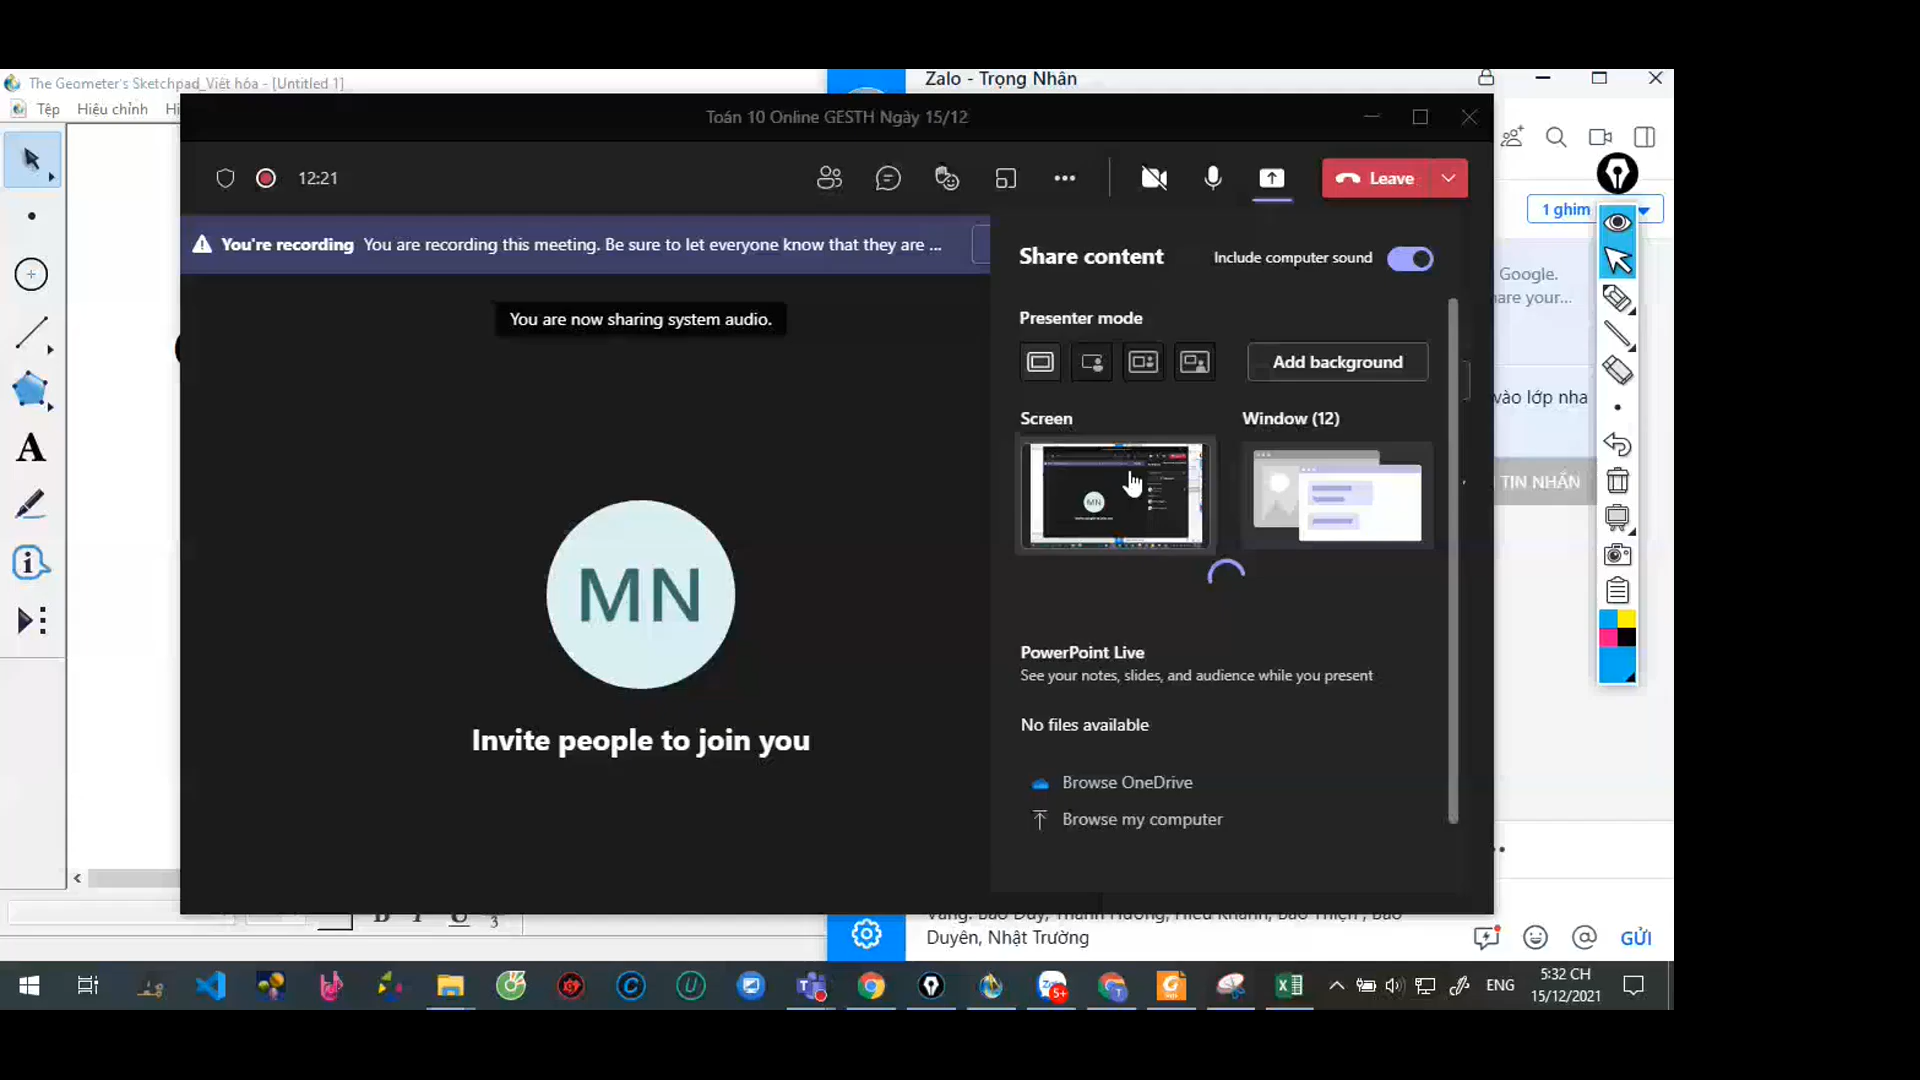 The Geometer's Sketchpad_Việt hóa - [Untitled 1]
Tệp Hiệu chỉnh
Zalo - Trọng Nhân
Toán 10 Online GESTH Ngày 15/12
12:21
Leave
You're recording You are recording this meeting. Be sure to let everyone know that they are ...
You are now sharing system audio.
MN
Invite people to join you
Share content
Include computer sound
Presenter mode
Add background
Screen
Window (12)
PowerPoint Live
See your notes, slides, and audience while you present
No files available
Browse OneDrive
Browse my computer
1 ghim
Google.
are your...
vào lớp nha
TIN NHẮN
A
Duyên, Nhật Trường
GỬI
5+
ENG
5:32 CH
15/12/2021